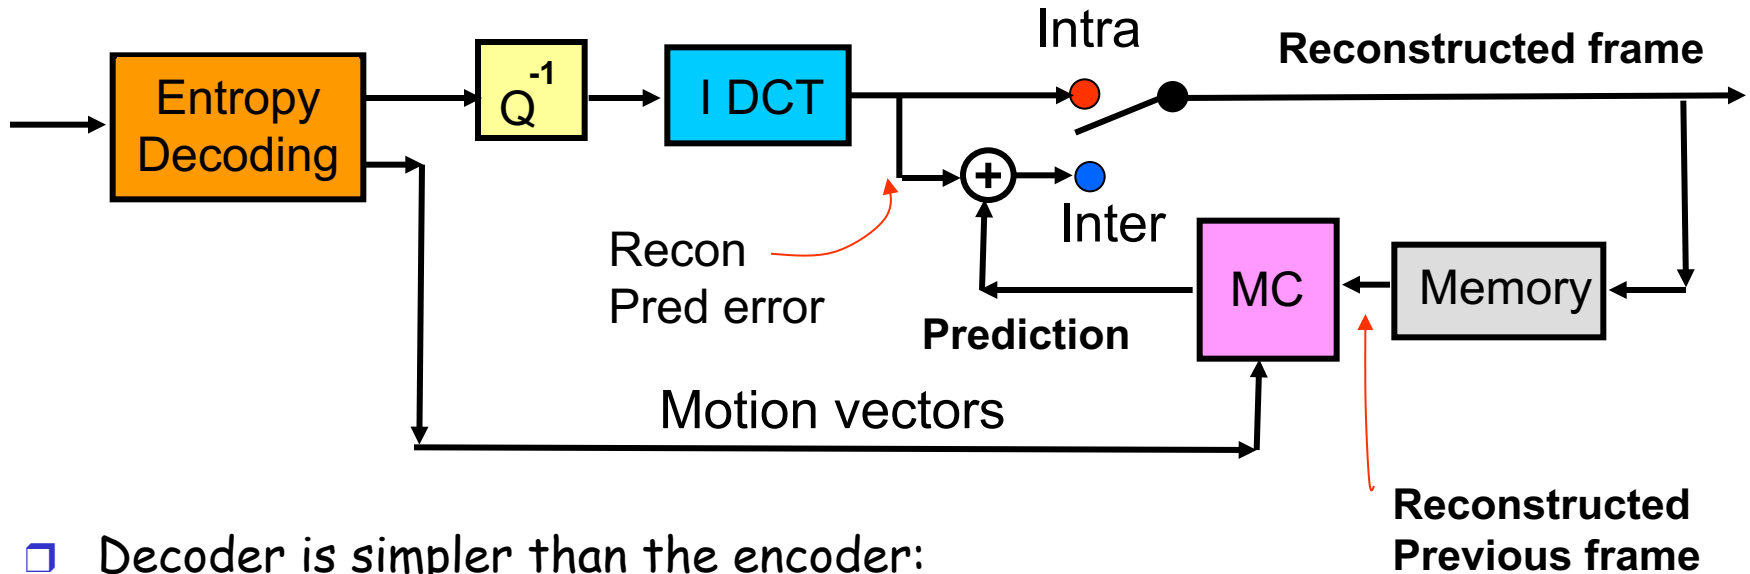 Intra
Reconstructed frame
Entropy
Decoding
Q-1
I DCT
+
Inter
Recon
Pred error
Prediction
MC
Memory
Motion vectors
Reconstructed
Previous frame
Decoder is simpler than the encoder: